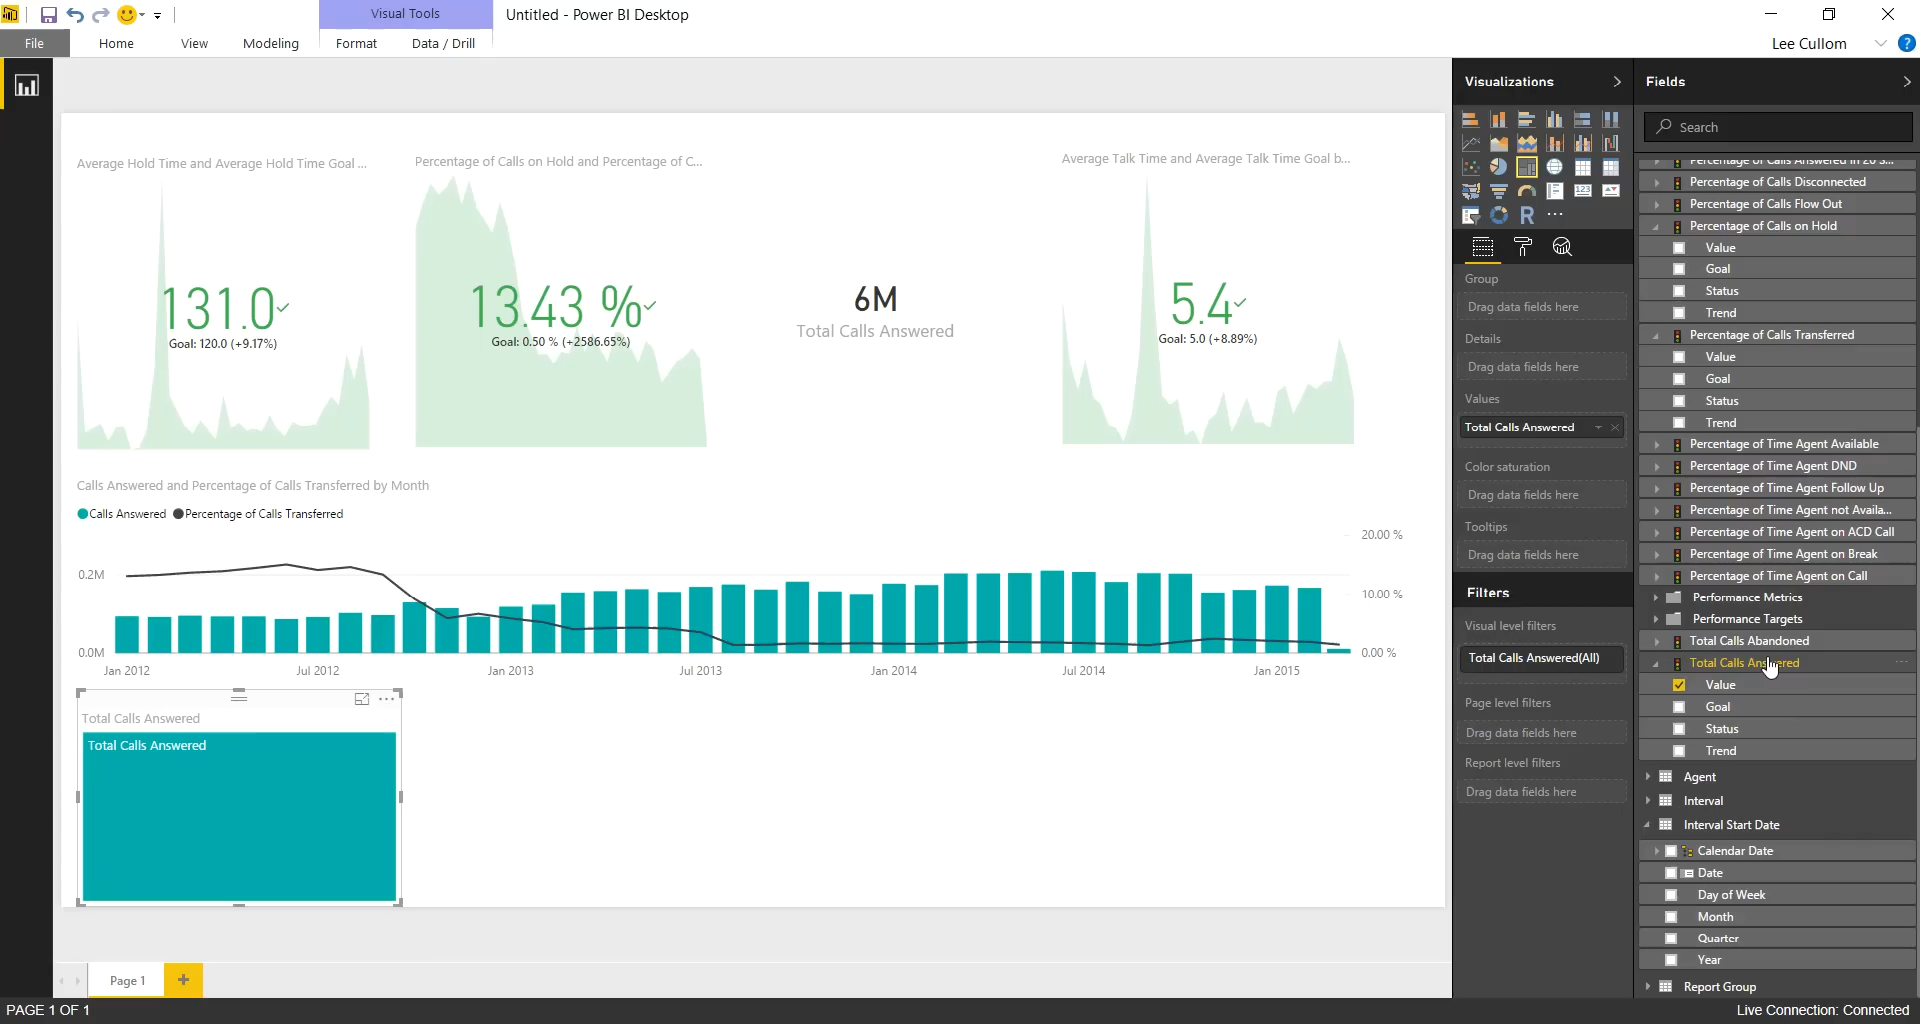 Visual Tools
Untitled - Power BI Desktop
File
Home
View
Modeling
Format
Data / Drill
Lee Cullom
?
Average Hold Time and Average Hold Time Goal ...
131.0
Goal: 120.0 (+9.17%)
Percentage of Calls on Hold and Percentage of C...
13.43 %
Goal: 0.50 % (+2586.65%)
6M
Total Calls Answered
Average Talk Time and Average Talk Time Goal b...
5.4
Goal: 5.0 (+8.89%)
Calls Answered and Percentage of Calls Transferred by Month
Calls Answered Percentage of Calls Transferred
0.2M
0.0M
20.00 %
10.00 %
0.00 %
Jan 2012 Jul 2012 Jan 2013 Jul 2013 Jan 2014 Jul 2014 Jan 2015
Total Calls Answered
Total Calls Answered
Page 1
+
PAGE 1 OF 1
Visualizations
123
R
Group
Drag data fields here
Details
Drag data fields here
Values
Total Calls Answered
Color saturation
Drag data fields here
Tooltips
Drag data fields here
Filters
Visual level filters
Total Calls Answered(All)
Page level filters
Drag data fields here
Report level filters
Drag data fields here
Fields
Search
Percentage of Calls Answered in 20 S...
Percentage of Calls Disconnected
Percentage of Calls Flow Out
Percentage of Calls on Hold
Value
Goal
Status
Trend
Percentage of Calls Transferred
Value
Goal
Status
Trend
Percentage of Time Agent Available
Percentage of Time Agent DND
Percentage of Time Agent Follow Up
Percentage of Time Agent not Availa...
Percentage of Time Agent on ACD Call
Percentage of Time Agent on Break
Percentage of Time Agent on Call
Performance Metrics
Performance Targets
Total Calls Abandoned
Total Calls Answered
Value
Goal
Status
Trend
Agent
Interval
Interval Start Date
Calendar Date
Date
Day of Week
Month
Quarter
Year
Report Group
Live Connection: Connected